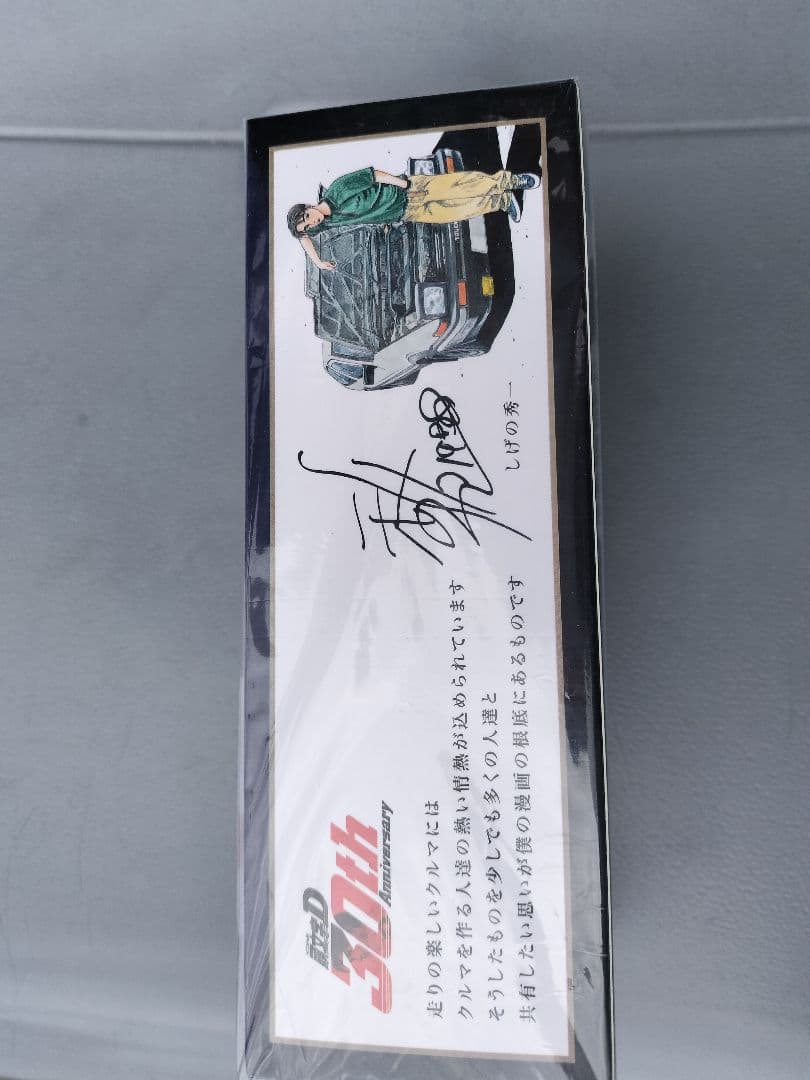 頭文字D
30th
Anniversary
走りの楽しいクルマには
クルマを作る人達の熱い情熱が込められています
そうしたものを少しでも多くの人達と
共有したい思いが僕の漫画の根底にあるものです
しげの秀一